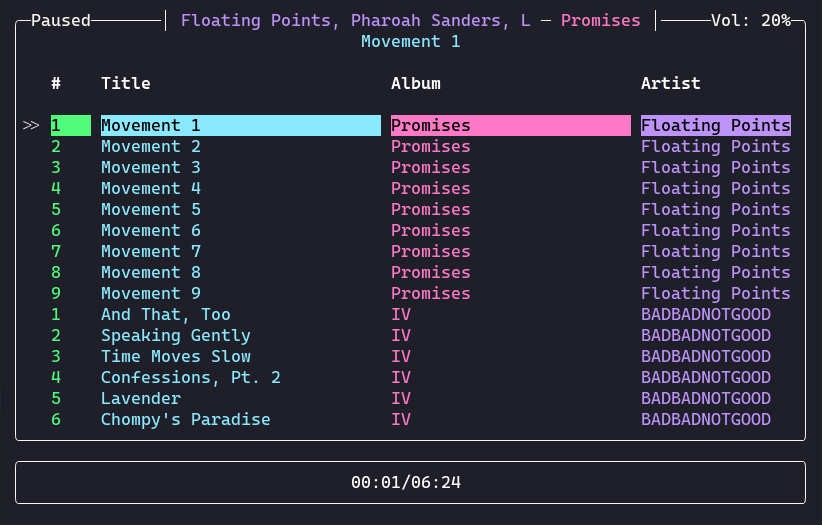 Paused │ Floating Points, Pharoah Sanders, L — Promises │ Vol: 20%
Movement 1
# Title Album Artist
>> 1 Movement 1 Promises Floating Points
2 Movement 2 Promises Floating Points
3 Movement 3 Promises Floating Points
4 Movement 4 Promises Floating Points
5 Movement 5 Promises Floating Points
6 Movement 6 Promises Floating Points
7 Movement 7 Promises Floating Points
8 Movement 8 Promises Floating Points
9 Movement 9 Promises Floating Points
1 And That, Too IV BADBADNOTGOOD
2 Speaking Gently IV BADBADNOTGOOD
3 Time Moves Slow IV BADBADNOTGOOD
4 Confessions, Pt. 2 IV BADBADNOTGOOD
5 Lavender IV BADBADNOTGOOD
6 Chompy's Paradise IV BADBADNOTGOOD
00:01/06:24